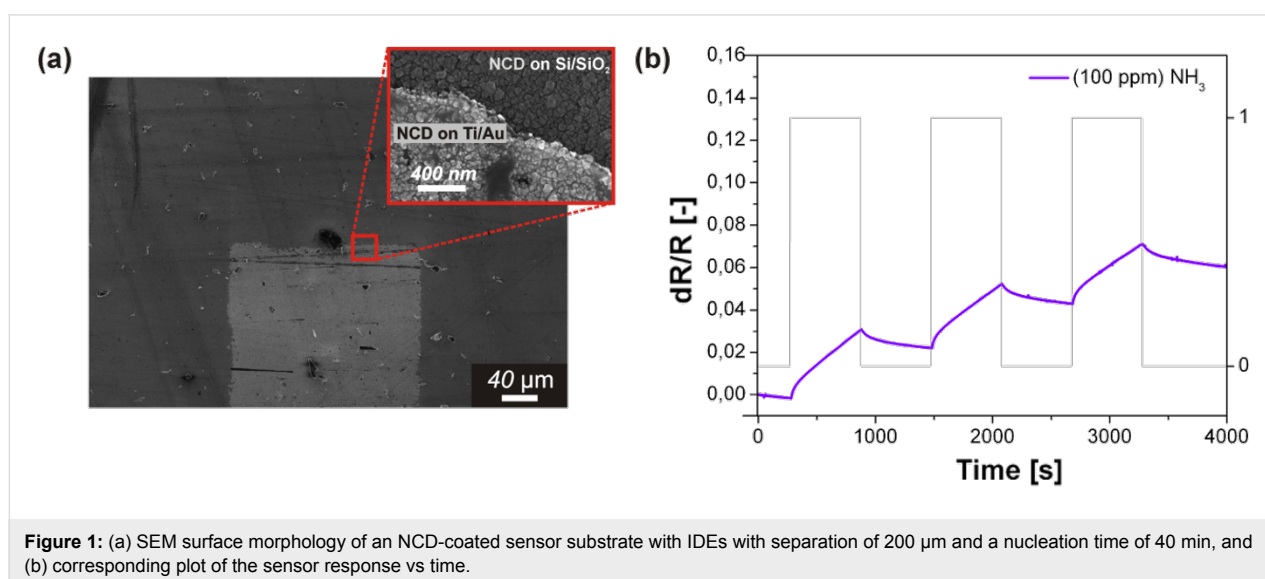 (a)
NCD on Si/SiO₂
NCD on Ti/Au
400 nm
40 µm
(b)
0,16
0,14
0,12
0,10
0,08
0,06
0,04
0,02
0,00
dR/R [-]
(100 ppm) NH₃
1
0
0
1000
2000
3000
4000
Time [s]
Figure 1: (a) SEM surface morphology of an NCD-coated sensor substrate with IDEs with separation of 200 µm and a nucleation time of 40 min, and
(b) corresponding plot of the sensor response vs time.